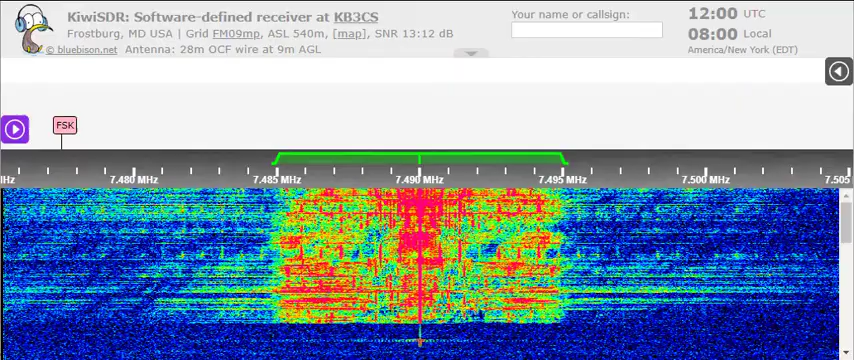 KiwiSDR: Software-defined receiver at KB3CS
Frostburg, MD USA | Grid FM09mp, ASL 540m, [map], SNR 13:12 dB
© bluebison.net Antenna: 28m OCF wire at 9m AGL
Your name or callsign:
12:00 UTC
08:00 Local
America/New York (EDT)
FSK
Hz 7.480 MHz 7.485 MHz 7.490 MHz 7.495 MHz 7.500 MHz 7.505